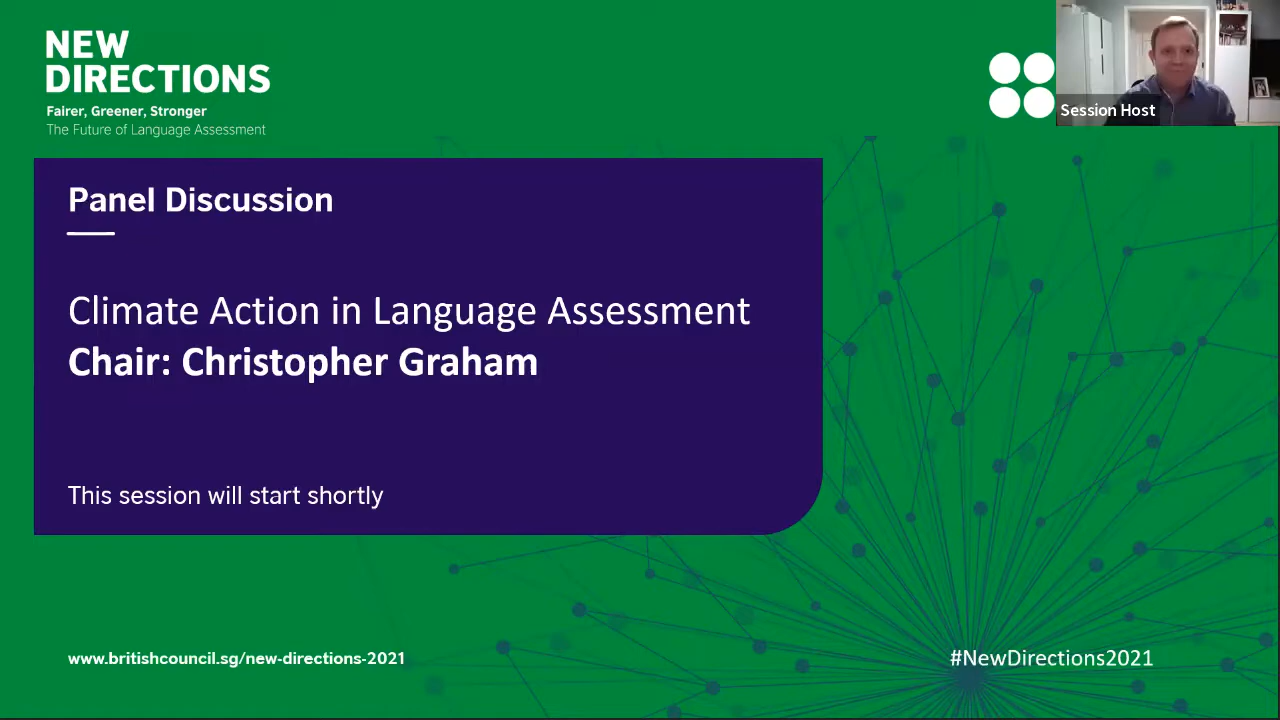 NEW
DIRECTIONS
Fairer, Greener, Stronger
The Future of Language Assessment
Session Host
Panel Discussion
Climate Action in Language Assessment
Chair: Christopher Graham
This session will start shortly
www.britishcouncil.sg/new-directions-2021
#NewDirections2021